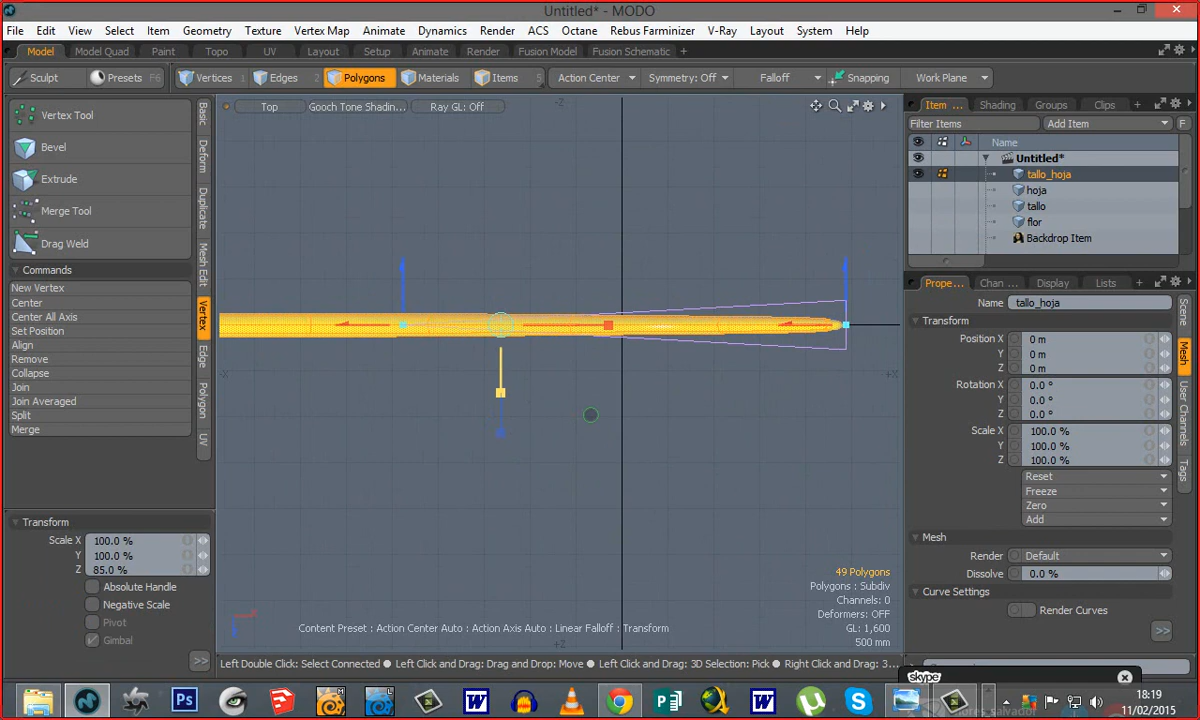 Untitled* - MODO
File Edit View Select Item Geometry Texture Vertex Map Animate Dynamics Render ACS Octane Rebus Farminizer V-Ray Layout System Help
Model Model Quad Paint Topo UV Layout Setup Animate Render Fusion Model Fusion Schematic +
Sculpt Presets F6 Vertices 1 Edges 2 Polygons Materials Items 5 Action Center Symmetry: Off Falloff Snapping Work Plane
Vertex Tool
Bevel
Extrude
Merge Tool
Drag Weld
Commands
New Vertex
Center
Center All Axis
Set Position
Align
Remove
Collapse
Join
Join Averaged
Split
Merge
Basic
Deform
Duplicate
Mesh Edit
Vertex
Edge
Polygon
UV
Transform
Scale X 100.0 %
Y 100.0 %
Z 85.0 %
Absolute Handle
Negative Scale
Pivot
Gimbal
>>
Top Gooch Tone Shadin... Ray GL: Off
-Z
-X
+X
+Z
49 Polygons
Polygons : Subdiv
Channels: 0
Deformers: OFF
GL: 1,600
500 mm
Content Preset : Action Center Auto : Action Axis Auto : Linear Falloff : Transform
Left Double Click: Select Connected ● Left Click and Drag: Drag and Drop: Move ● Left Click and Drag: 3D Selection: Pick ● Right Click and Drag: 3...
Item ... Shading Groups Clips +
Filter Items Add Item F
Name
Untitled*
tallo_hoja
hoja
tallo
flor
Backdrop Item
Prope... Chan ... Display Lists +
Name tallo_hoja
Transform
Position X 0 m
Y 0 m
Z 0 m
Rotation X 0.0 °
Y 0.0 °
Z 0.0 °
Scale X 100.0 %
Y 100.0 %
Z 100.0 %
Reset
Freeze
Zero
Add
Mesh
Render Default
Dissolve 0.0 %
Curve Settings
Render Curves
>>
Scene
Mesh
User Channels
Tags
skype
18:19
11/02/2015